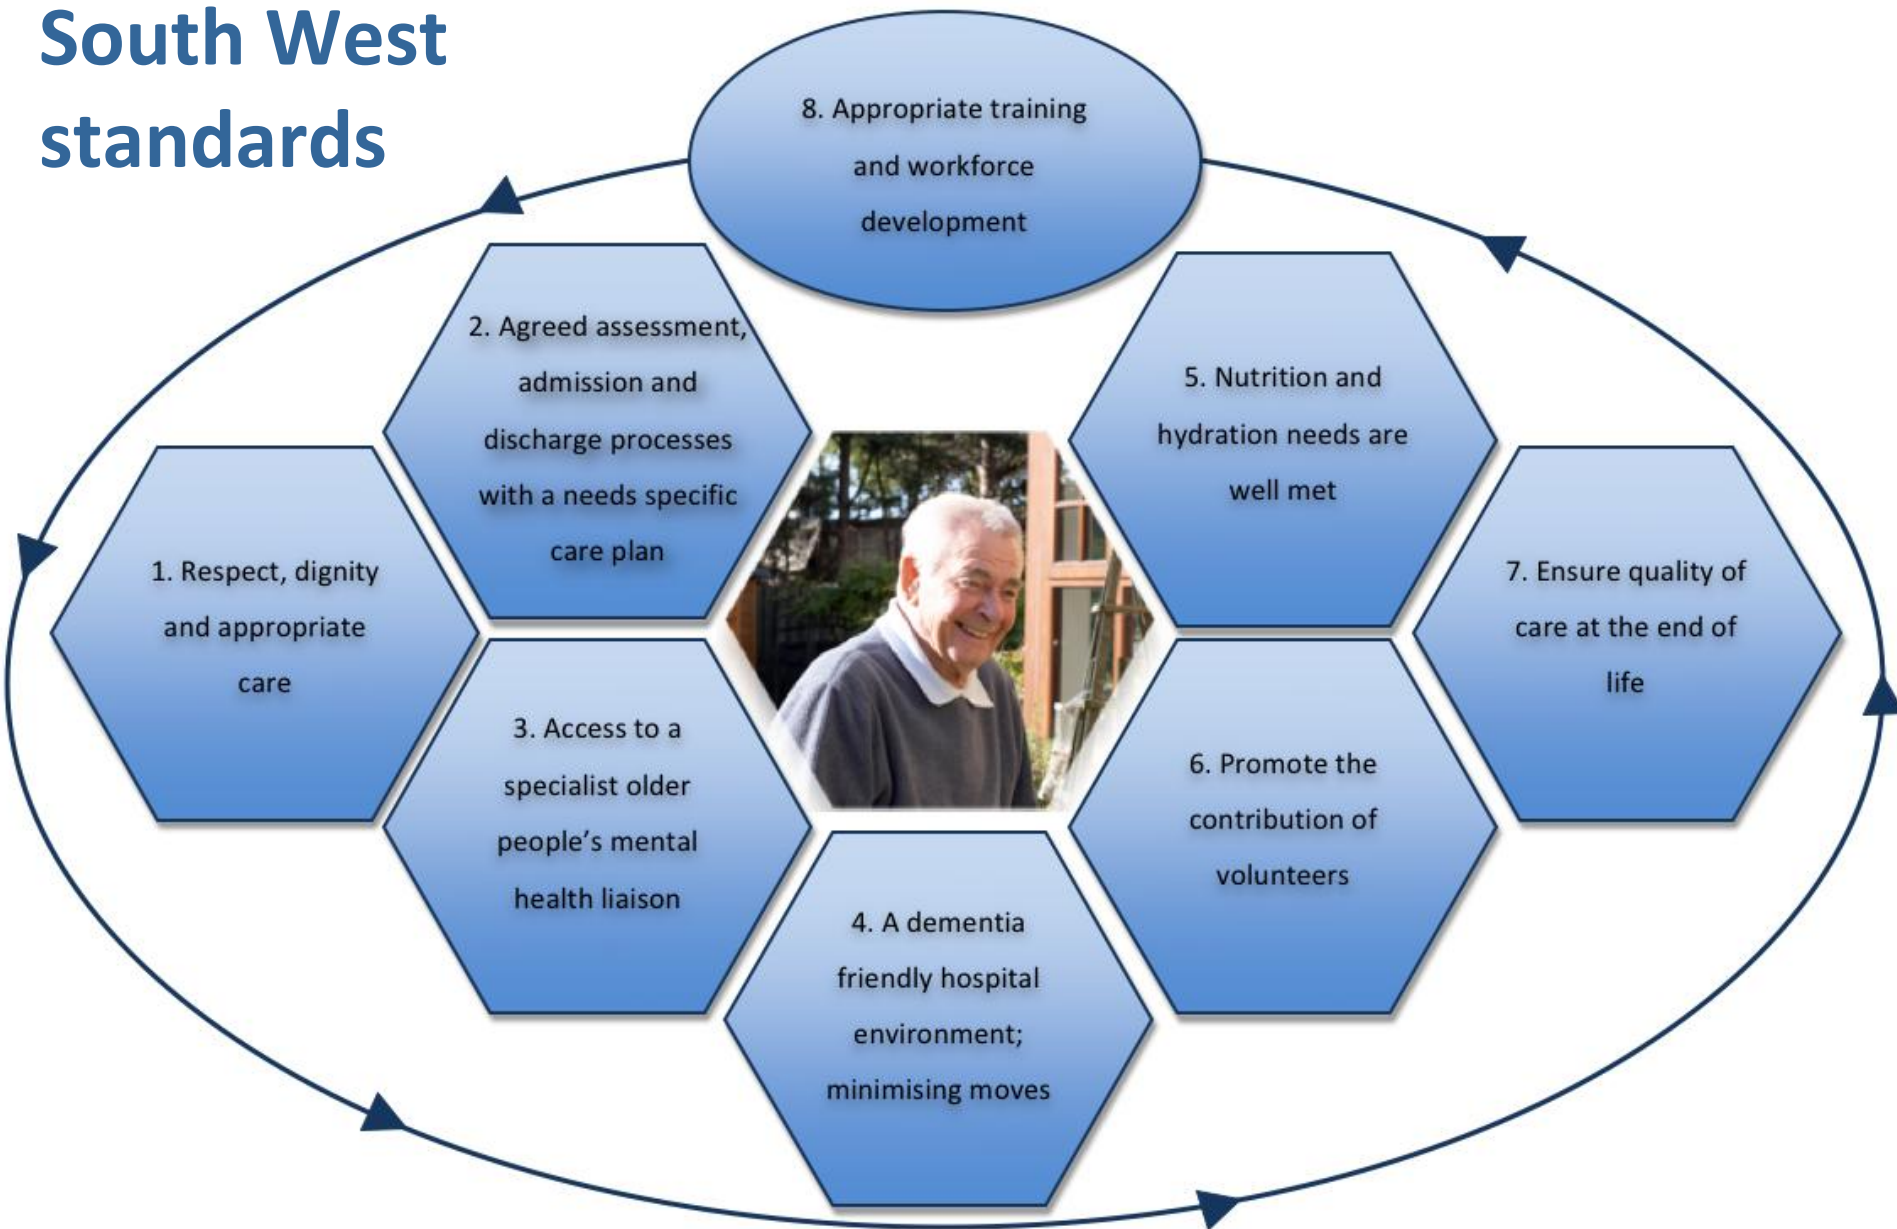 South West
standards
8. Appropriate training
and workforce
development
2. Agreed assessment,
admission and
discharge processes
with a needs specific
care plan
5. Nutrition and
hydration needs are
well met
1. Respect, dignity
and appropriate
care
7. Ensure quality of
care at the end of
life
3. Access to a
specialist older
people’s mental
health liaison
6. Promote the
contribution of
volunteers
4. A dementia
friendly hospital
environment;
minimising moves